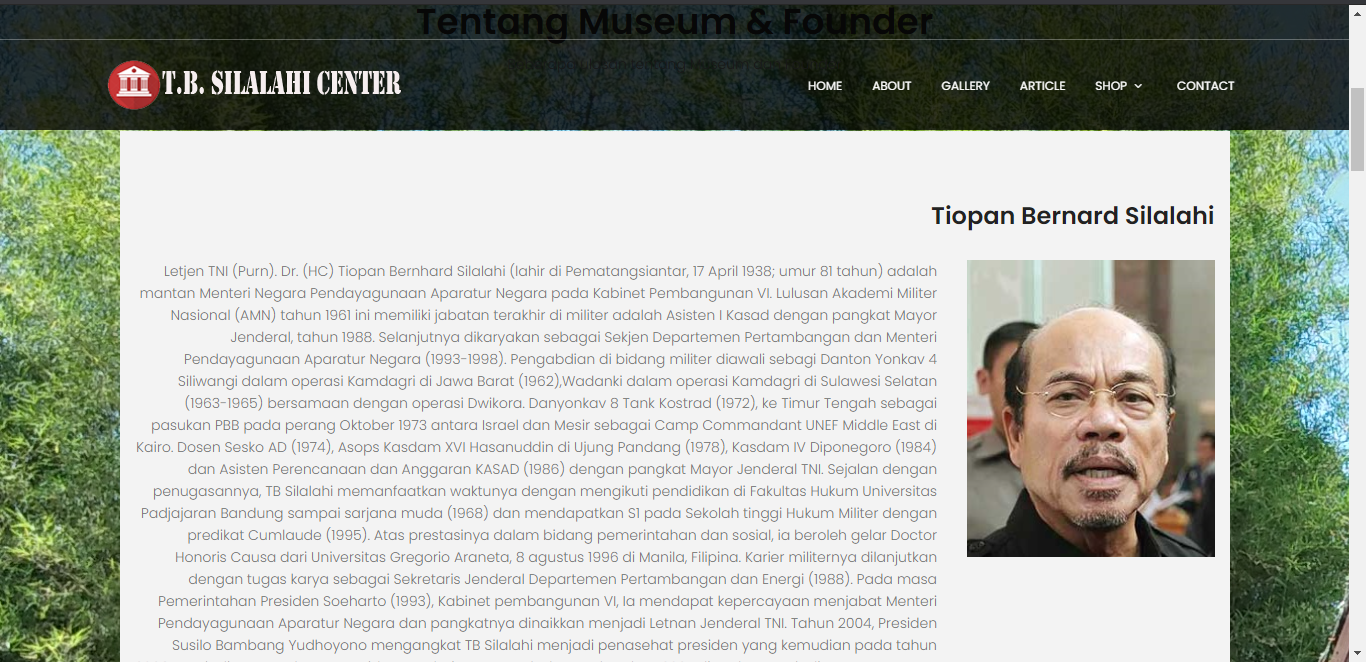 Tentang Museum & Founder
T.B. SILALAHI CENTER
HOME ABOUT GALLERY ARTICLE SHOP CONTACT
Tiopan Bernard Silalahi
Letjen TNI (Purn). Dr. (HC) Tiopan Bernhard Silalahi (lahir di Pematangsiantar, 17 April 1938; umur 81 tahun) adalah
mantan Menteri Negara Pendayagunaan Aparatur Negara pada Kabinet Pembangunan VI. Lulusan Akademi Militer
Nasional (AMN) tahun 1961 ini memiliki jabatan terakhir di militer adalah Asisten I Kasad dengan pangkat Mayor
Jenderal, tahun 1988. Selanjutnya dikaryakan sebagai Sekjen Departemen Pertambangan dan Menteri
Pendayagunaan Aparatur Negara (1993-1998). Pengabdian di bidang militer diawali sebagi Danton Yonkav 4
Siliwangi dalam operasi Kamdagri di Jawa Barat (1962),Wadanki dalam operasi Kamdagri di Sulawesi Selatan
(1963-1965) bersamaan dengan operasi Dwikora. Danyonkav 8 Tank Kostrad (1972), ke Timur Tengah sebagai
pasukan PBB pada perang Oktober 1973 antara Israel dan Mesir sebagai Camp Commandant UNEF Middle East di
Kairo. Dosen Sesko AD (1974), Asops Kasdam XVI Hasanuddin di Ujung Pandang (1978), Kasdam IV Diponegoro (1984)
dan Asisten Perencanaan dan Anggaran KASAD (1986) dengan pangkat Mayor Jenderal TNI. Sejalan dengan
penugasannya, TB Silalahi memanfaatkan waktunya dengan mengikuti pendidikan di Fakultas Hukum Universitas
Padjajaran Bandung sampai sarjana muda (1968) dan mendapatkan S1 pada Sekolah tinggi Hukum Militer dengan
predikat Cumlaude (1995). Atas prestasinya dalam bidang pemerintahan dan sosial, ia beroleh gelar Doctor
Honoris Causa dari Universitas Gregorio Araneta, 8 agustus 1996 di Manila, Filipina. Karier militernya dilanjutkan
dengan tugas karya sebagai Sekretaris Jenderal Departemen Pertambangan dan Energi (1988). Pada masa
Pemerintahan Presiden Soeharto (1993), Kabinet pembangunan VI, Ia mendapat kepercayaan menjabat Menteri
Pendayagunaan Aparatur Negara dan pangkatnya dinaikkan menjadi Letnan Jenderal TNI. Tahun 2004, Presiden
Susilo Bambang Yudhoyono mengangkat TB Silalahi menjadi penasehat presiden yang kemudian pada tahun